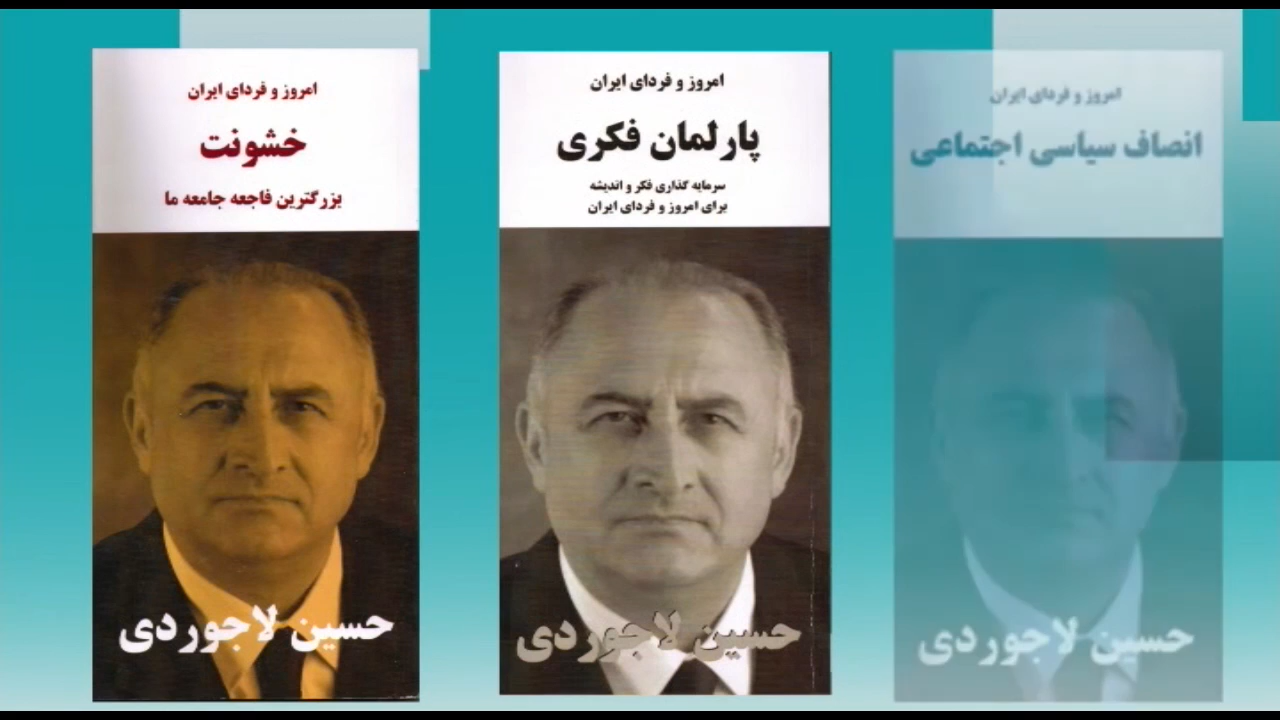 امروز و فردای ایران
خشونت
بزرگترین فاجعه جامعه ما
حسین لاجوردی
امروز و فردای ایران
پارلمان فکری
سرمایه گذاری فکر و اندیشه
برای امروز و فردای ایران
حسین لاجوردی
امروز و فردای ایران
انصاف سیاسی اجتماعی
حسین لاجوردی